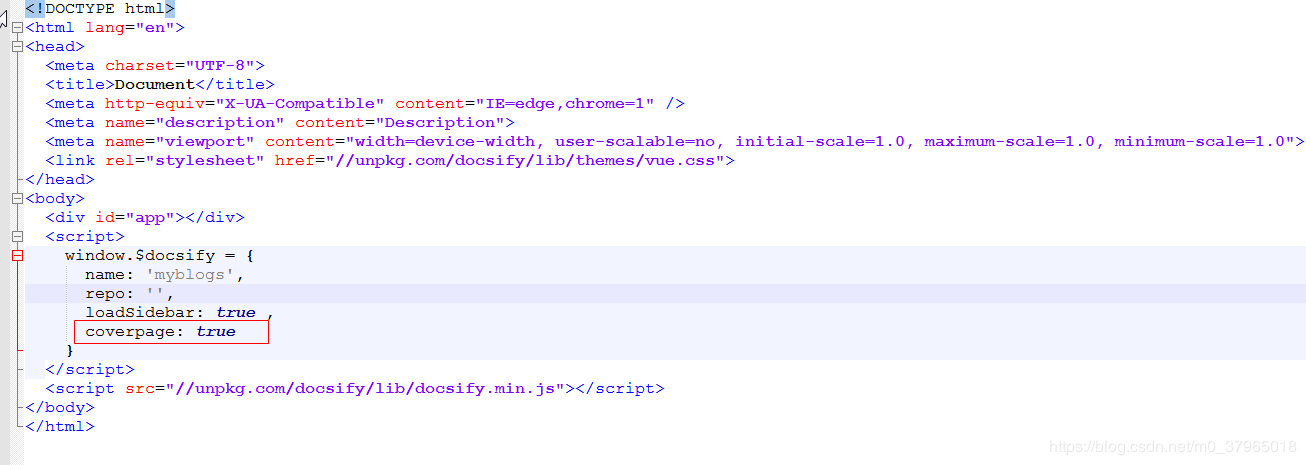 <!DOCTYPE html>
<html lang="en">
<head>
  <meta charset="UTF-8">
  <title>Document</title>
  <meta http-equiv="X-UA-Compatible" content="IE=edge,chrome=1" />
  <meta name="description" content="Description">
  <meta name="viewport" content="width=device-width, user-scalable=no, initial-scale=1.0, maximum-scale=1.0, minimum-scale=1.0">
  <link rel="stylesheet" href="//unpkg.com/docsify/lib/themes/vue.css">
</head>
<body>
  <div id="app"></div>
  <script>
    window.$docsify = {
      name: 'myblogs',
      repo: '',
      loadSidebar: true ,
      coverpage: true
    }
  </script>
  <script src="//unpkg.com/docsify/lib/docsify.min.js"></script>
</body>
</html>
https://blog.csdn.net/m0_37965018